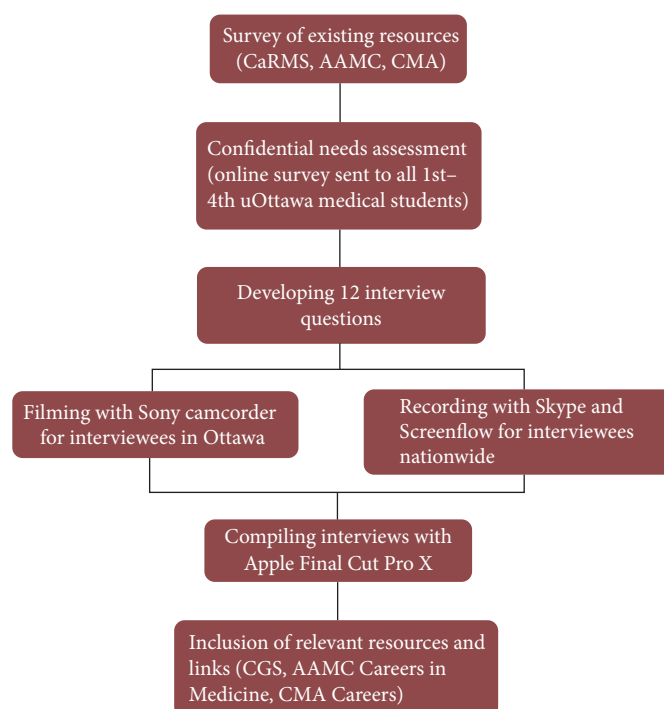 Survey of existing resources
(CaRMS, AAMC, CMA)
Confidential needs assessment
(online survey sent to all 1st–
4th uOttawa medical students)
Developing 12 interview
questions
Filming with Sony camcorder
for interviewees in Ottawa
Recording with Skype and
Screenflow for interviewees
nationwide
Compiling interviews with
Apple Final Cut Pro X
Inclusion of relevant resources and
links (CGS, AAMC Careers in
Medicine, CMA Careers)